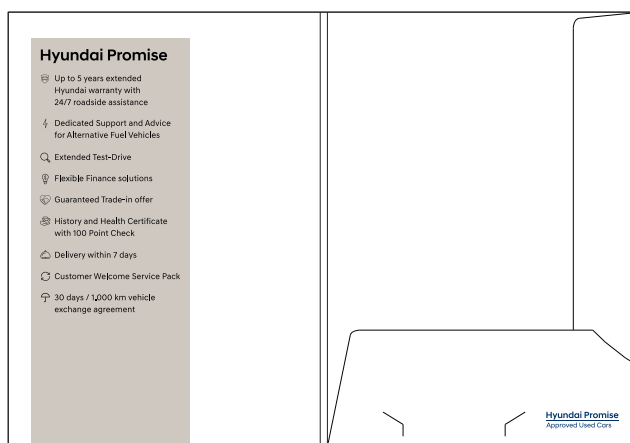 Hyundai Promise
Up to 5 years extended
Hyundai warranty with
24/7 roadside assistance
Dedicated Support and Advice
for Alternative Fuel Vehicles
Extended Test-Drive
Flexible Finance solutions
Guaranteed Trade-in offer
History and Health Certificate
with 100 Point Check
Delivery within 7 days
Customer Welcome Service Pack
30 days / 1,000 km vehicle
exchange agreement
Hyundai Promise
Approved Used Cars